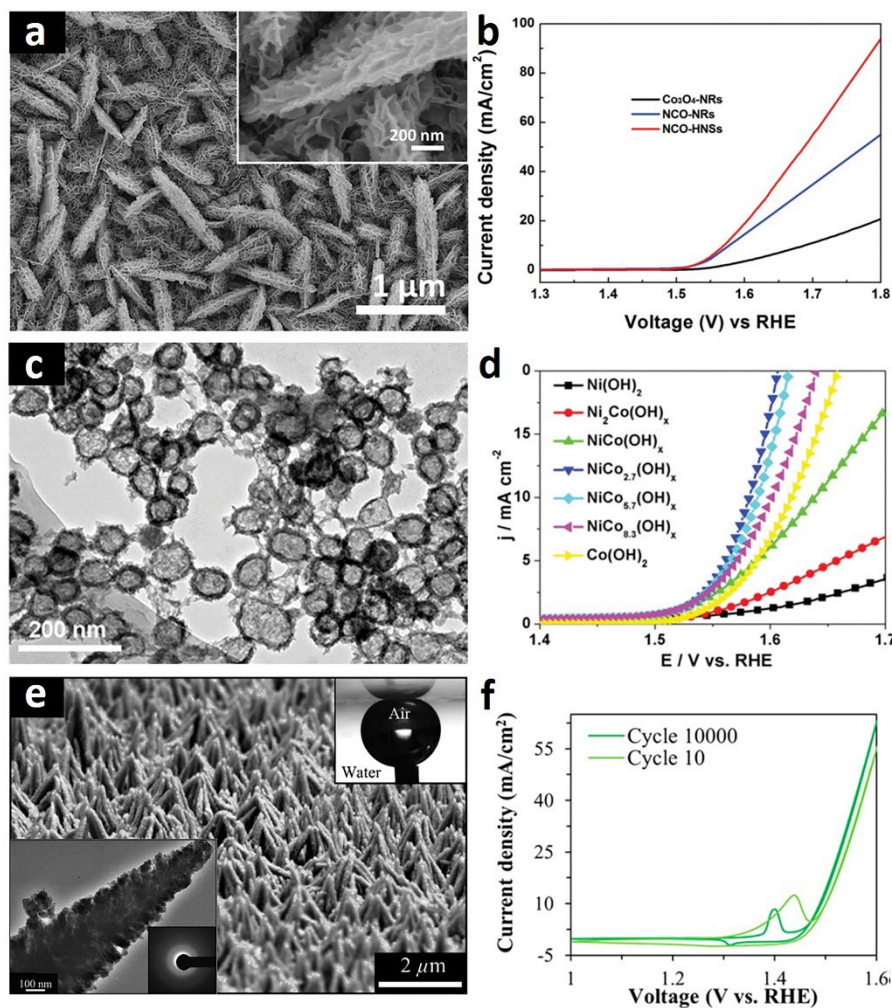 a
200 nm
1 µm
b
Current density (mA/cm²)
100
80
60
40
20
0
Co₃O₄-NRs
NCO-NRs
NCO-HNSs
1.3 1.4 1.5 1.6 1.7 1.8
Voltage (V) vs RHE
c
200 nm
d
j / mA cm⁻²
0
15
10
5
0
Ni(OH)₂
Ni₂Co(OH)ₓ
NiCo(OH)ₓ
NiCo₂.₇(OH)ₓ
NiCo₅.₇(OH)ₓ
NiCo₈.₃(OH)ₓ
Co(OH)₂
1.4 1.5 1.6 1.7
E / V vs. RHE
e
Air
Water
100 nm
2 µm
f
Current density (mA/cm²)
55
45
35
25
10
-5
Cycle 10000
Cycle 10
1 1.2 1.4 1.6
Voltage (V vs. RHE)